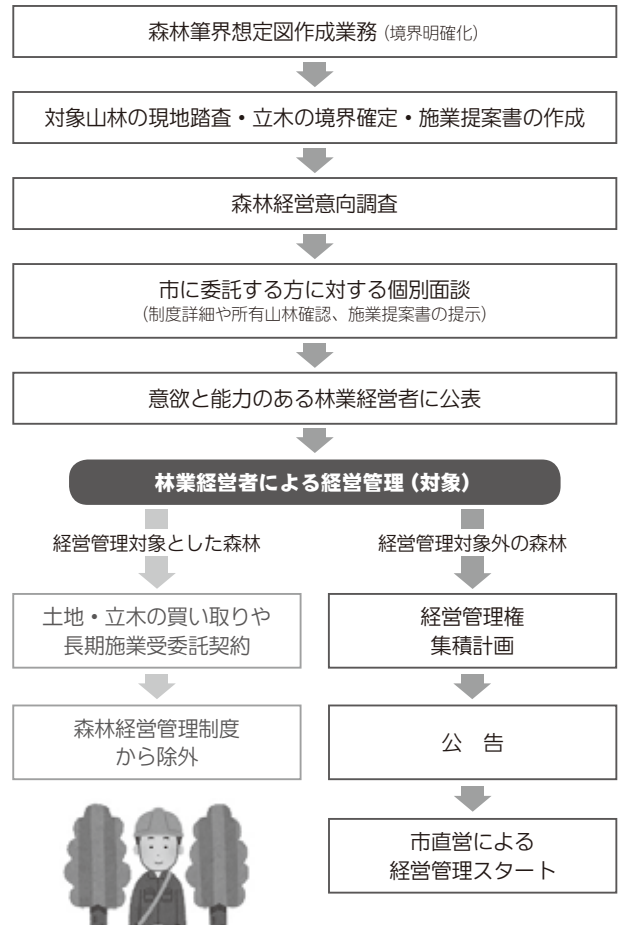 森林筆界想定図作成業務（境界明確化）
対象山林の現地踏査・立木の境界確定・施業提案書の作成
森林経営意向調査
市に委託する方に対する個別面談
（制度詳細や所有山林確認、施業提案書の提示）
意欲と能力のある林業経営者に公表
林業経営者による経営管理（対象）
経営管理対象とした森林
経営管理対象外の森林
土地・立木の買い取りや
長期施業受委託契約
経営管理権
集積計画
森林経営管理制度
から除外
公　告
市直営による
経営管理スタート